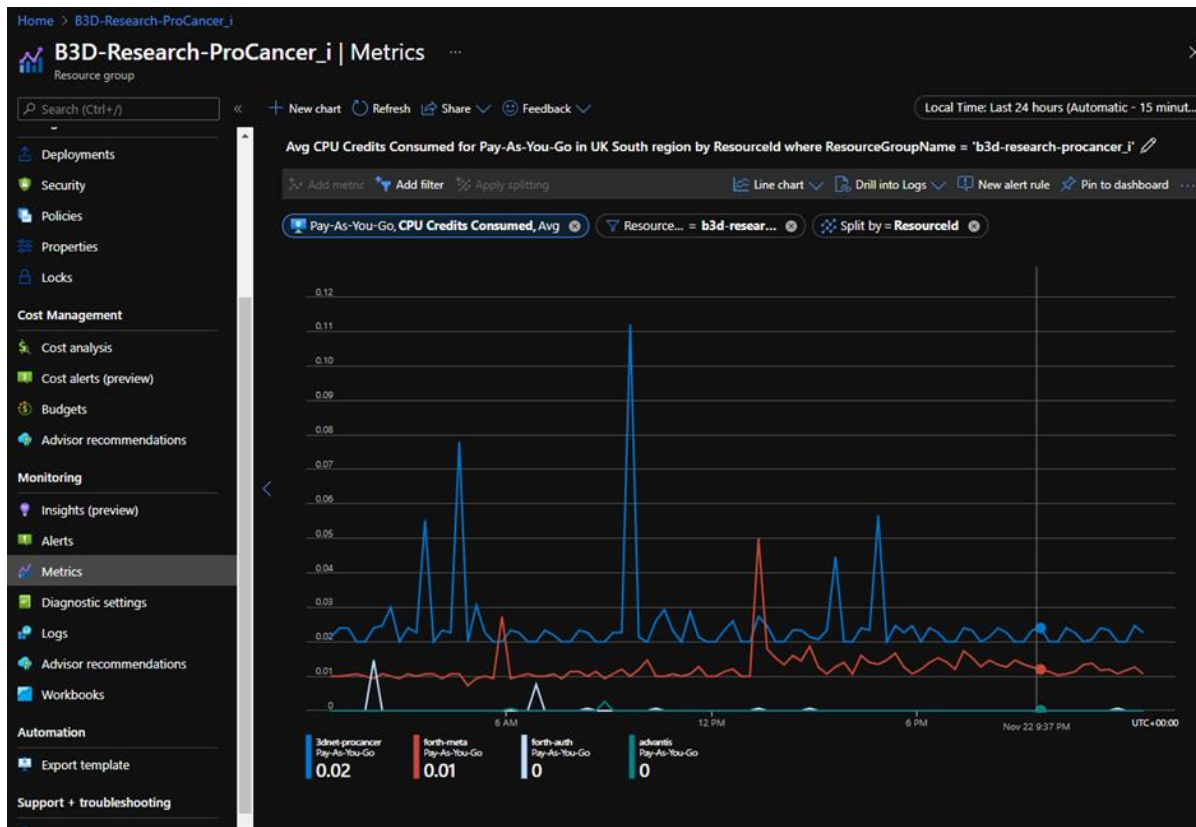 Home > B3D-Research-ProCancer_i
B3D-Research-ProCancer_i | Metrics ...
Resource group
Search (Ctrl+/)
«
New chart
Refresh
Share
Feedback
Local Time: Last 24 hours (Automatic - 15 minut...
Deployments
Security
Policies
Properties
Locks
Cost Management
Cost analysis
Cost alerts (preview)
Budgets
Advisor recommendations
Monitoring
Insights (preview)
Alerts
Metrics
Diagnostic settings
Logs
Advisor recommendations
Workbooks
Automation
Export template
Support + troubleshooting
Avg CPU Credits Consumed for Pay-As-You-Go in UK South region by ResourceId where ResourceGroupName = 'b3d-research-procancer_i'
Add metric
Add filter
Apply splitting
Line chart
Drill into Logs
New alert rule
Pin to dashboard
...
Pay-As-You-Go, CPU Credits Consumed, Avg
Resource... = b3d-resear...
Split by = ResourceId
0.12
0.11
0.10
0.09
0.08
0.07
0.06
0.05
0.04
0.03
0.02
0.01
0
6 AM
12 PM
6 PM
Nov 22 9:37 PM
UTC+00:00
3dnet-procancer
Pay-As-You-Go
0.02
forth-meta
Pay-As-You-Go
0.01
forth-auth
Pay-As-You-Go
0
advantis
Pay-As-You-Go
0